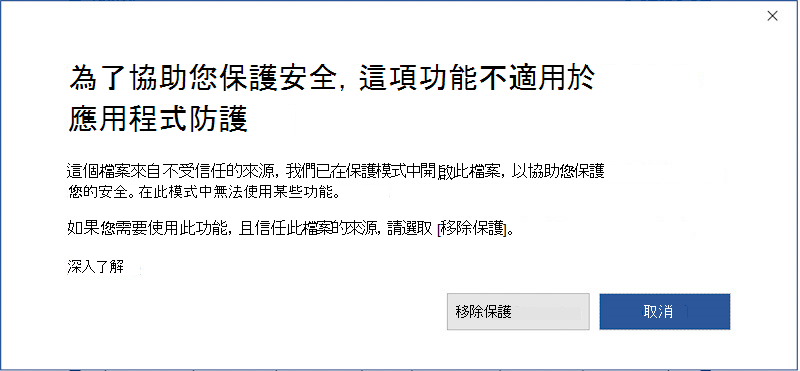 為了協助您保護安全，這項功能不適用於
應用程式防護
這個檔案來自不受信任的來源，我們已在保護模式中開啟此檔案，以協助您保護
您的安全。在此模式中無法使用某些功能。
如果您需要使用此功能，且信任此檔案的來源，請選取 [移除保護]。
深入了解
移除保護
取消